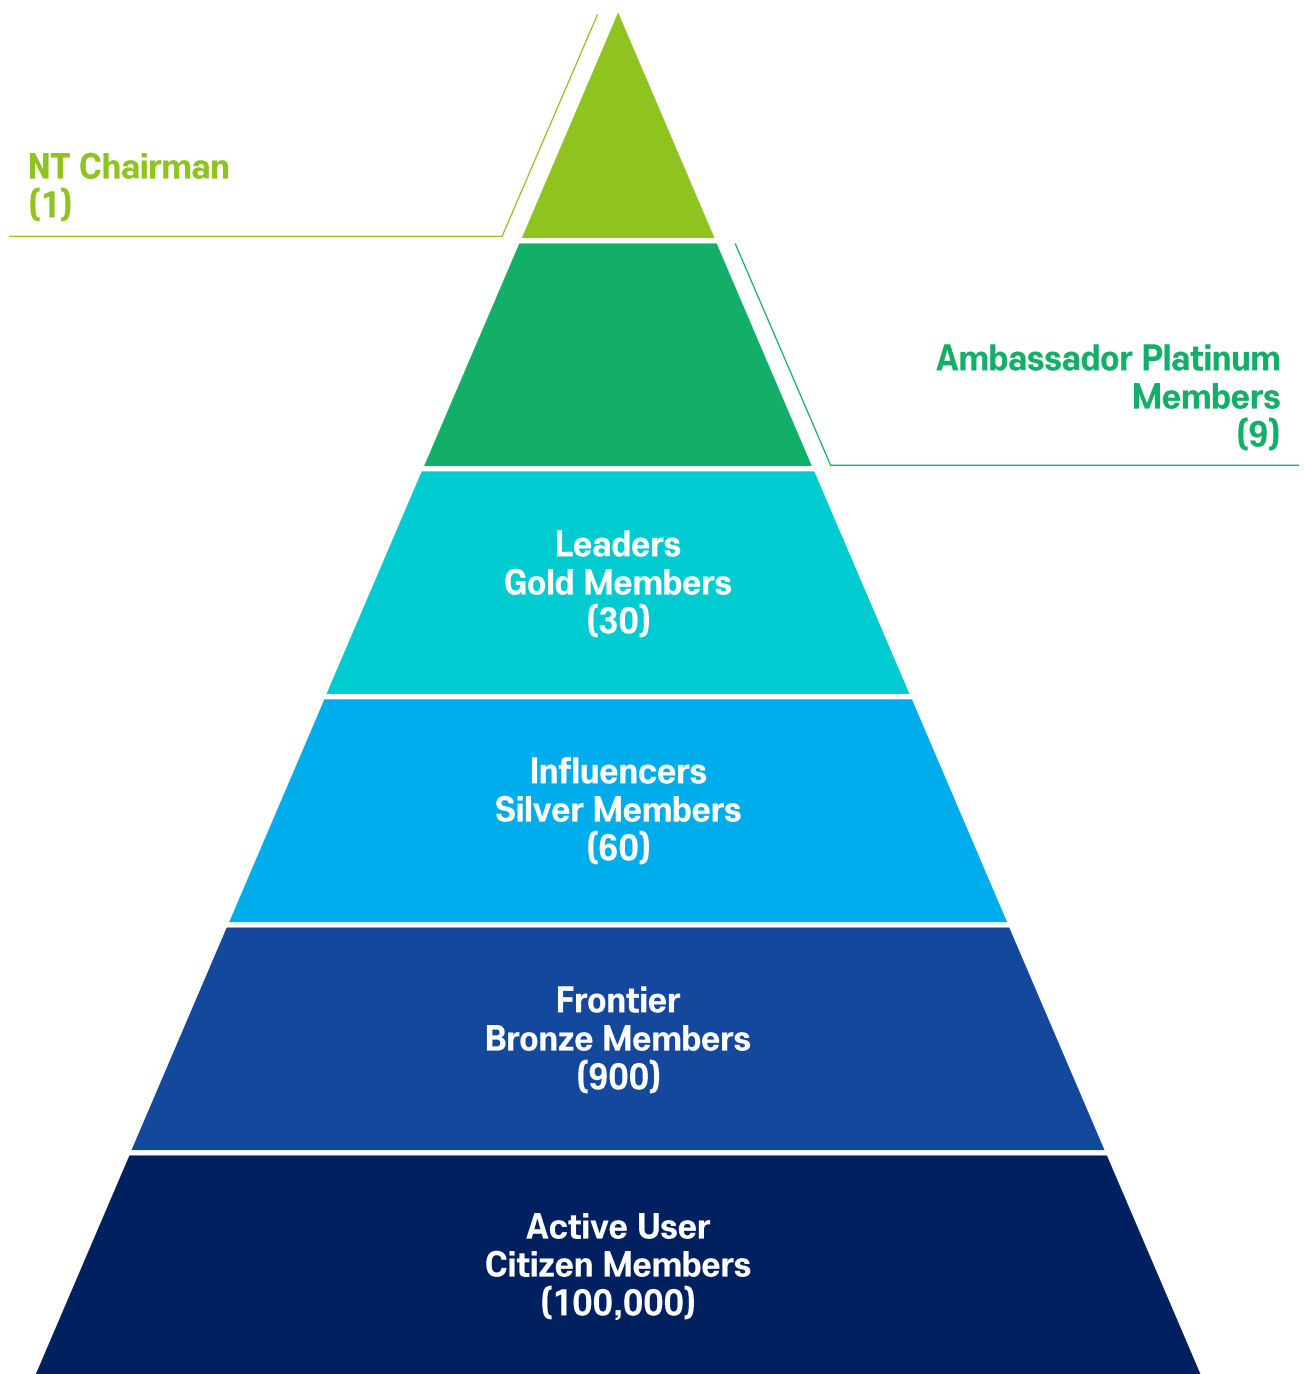 NT Chairman
(1)
Ambassador Platinum
Members
(9)
Leaders
Gold Members
(30)
Influencers
Silver Members
(60)
Frontier
Bronze Members
(900)
Active User
Citizen Members
(100,000)